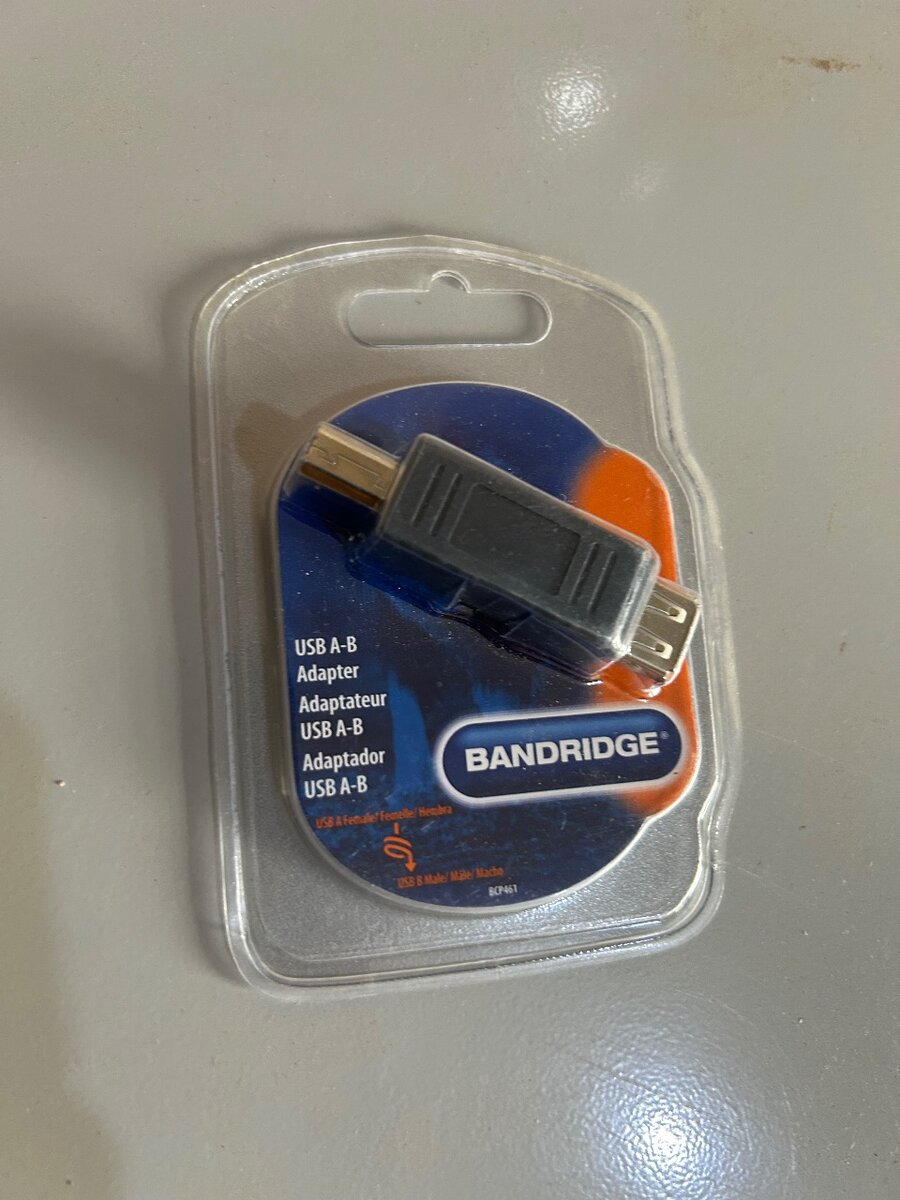 USB A-B
Adapter
Adaptateur
USB A-B
Adaptador
USB A-B
BANDRIDGE®
USB A Female/ Femelle/ Hembra
USB B Male/ Mâle/ Macho
BCP461